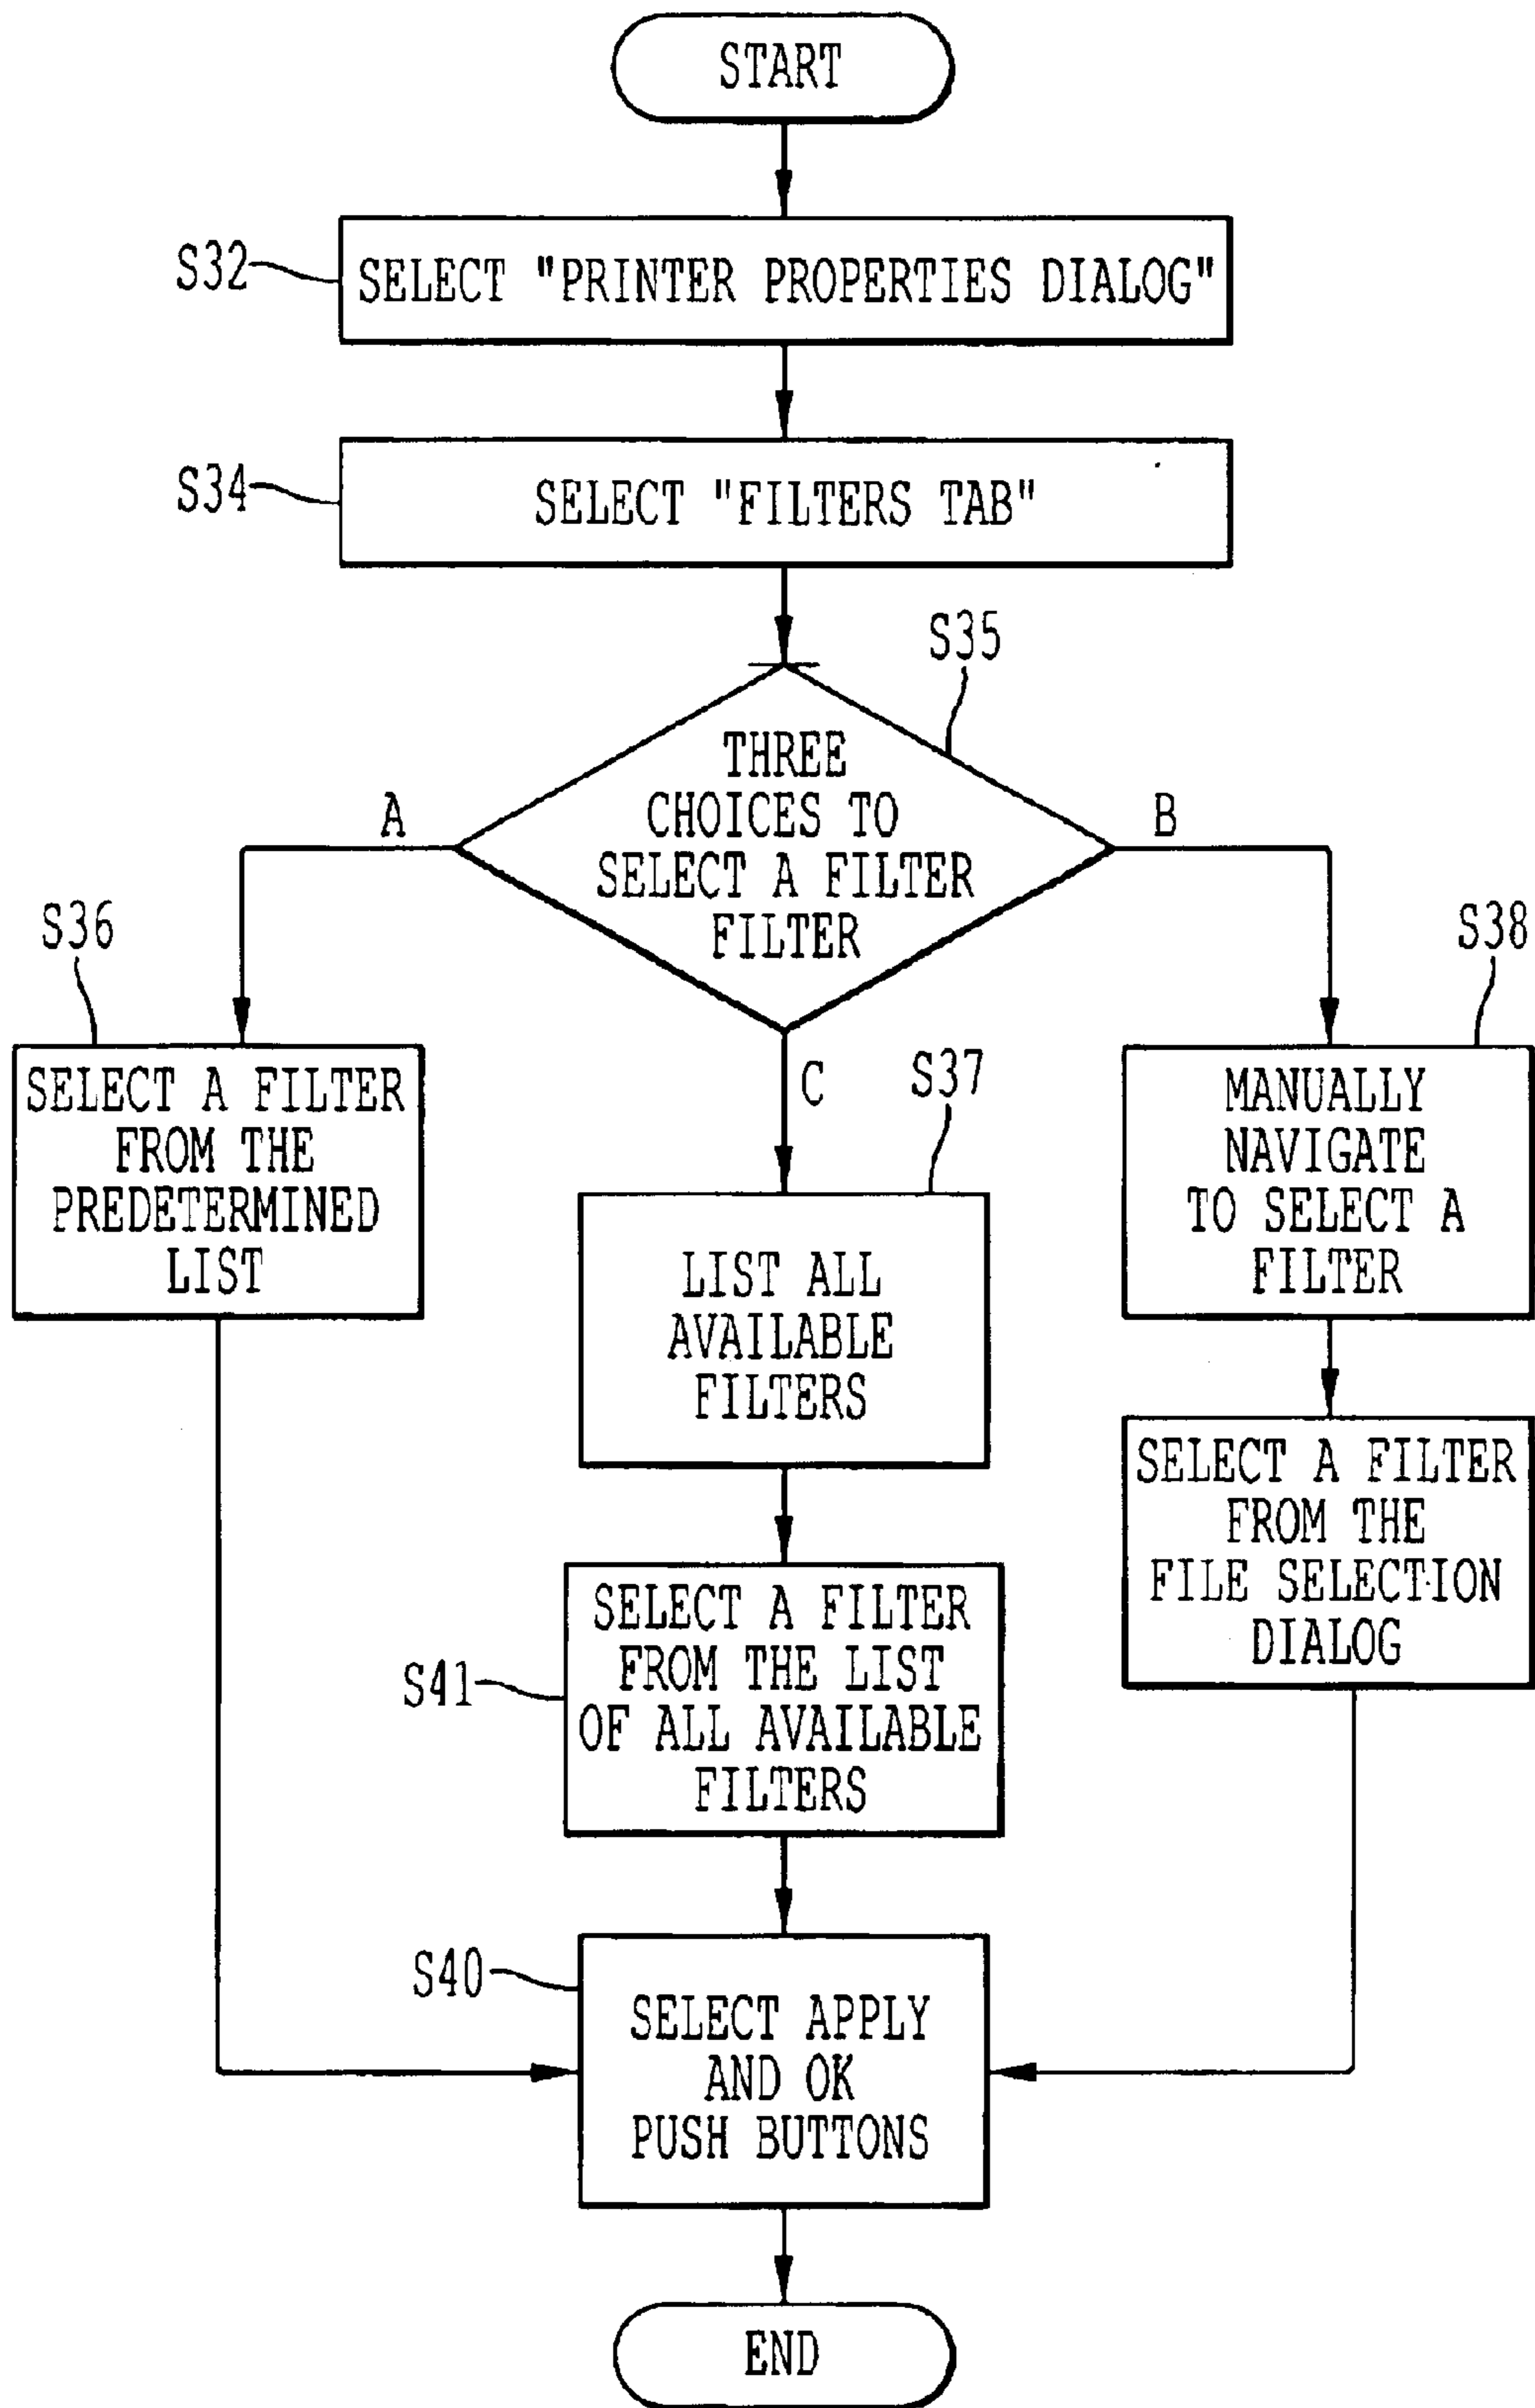 START
S32
SELECT "PRINTER PROPERTIES DIALOG"
S34
SELECT "FILTERS TAB"
S35
THREE
CHOICES TO
SELECT A FILTER
FILTER
A
B
C
S36
SELECT A FILTER
FROM THE
PREDETERMINED
LIST
S37
LIST ALL
AVAILABLE
FILTERS
S38
MANUALLY
NAVIGATE
TO SELECT A
FILTER
SELECT A FILTER
FROM THE
FILE SELECTION
DIALOG
S41
SELECT A FILTER
FROM THE LIST
OF ALL AVAILABLE
FILTERS
S40
SELECT APPLY
AND OK
PUSH BUTTONS
END